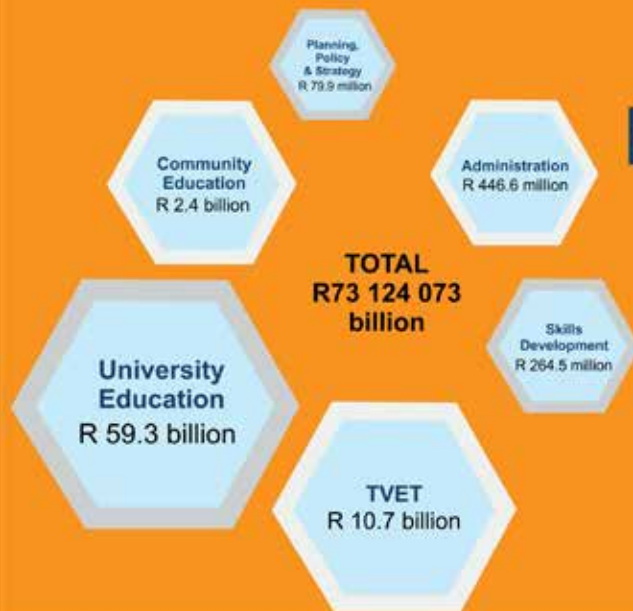 Planning,
Policy
& Strategy
R 79.9 million
Community
Education
R 2.4 billion
Administration
R 446.6 million
TOTAL
R73 124 073
billion
Skills
Development
R 264.5 million
University
Education
R 59.3 billion
TVET
R 10.7 billion